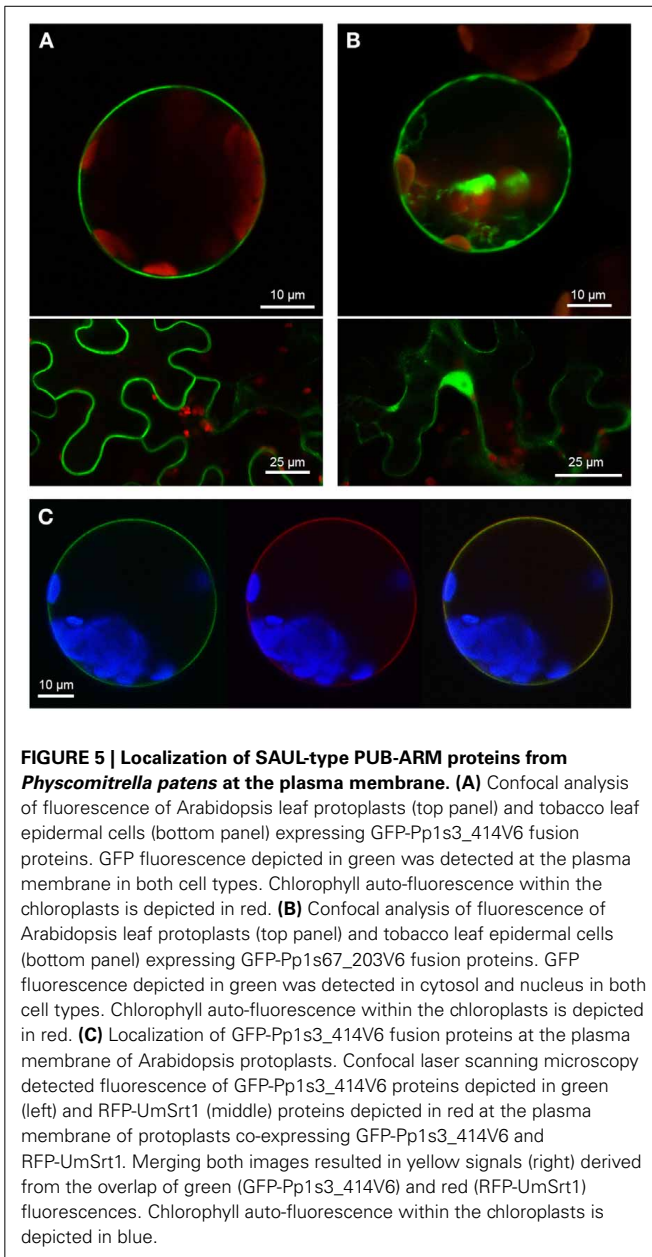 A
B
10 µm
10 µm
25 µm
25 µm
C
10 µm
FIGURE 5 | Localization of SAUL-type PUB-ARM proteins from
Physcomitrella patens at the plasma membrane. (A) Confocal analysis
of fluorescence of Arabidopsis leaf protoplasts (top panel) and tobacco leaf
epidermal cells (bottom panel) expressing GFP-Pp1s3_414V6 fusion
proteins. GFP fluorescence depicted in green was detected at the plasma
membrane in both cell types. Chlorophyll auto-fluorescence within the
chloroplasts is depicted in red. (B) Confocal analysis of fluorescence of
Arabidopsis leaf protoplasts (top panel) and tobacco leaf epidermal cells
(bottom panel) expressing GFP-Pp1s67_203V6 fusion proteins. GFP
fluorescence depicted in green was detected in cytosol and nucleus in both
cell types. Chlorophyll auto-fluorescence within the chloroplasts is depicted
in red. (C) Localization of GFP-Pp1s3_414V6 fusion proteins at the plasma
membrane of Arabidopsis protoplasts. Confocal laser scanning microscopy
detected fluorescence of GFP-Pp1s3_414V6 proteins depicted in green
(left) and RFP-UmSrt1 (middle) proteins depicted in red at the plasma
membrane of protoplasts co-expressing GFP-Pp1s3_414V6 and
RFP-UmSrt1. Merging both images resulted in yellow signals (right) derived
from the overlap of green (GFP-Pp1s3_414V6) and red (RFP-UmSrt1)
fluorescences. Chlorophyll auto-fluorescence within the chloroplasts is
depicted in blue.